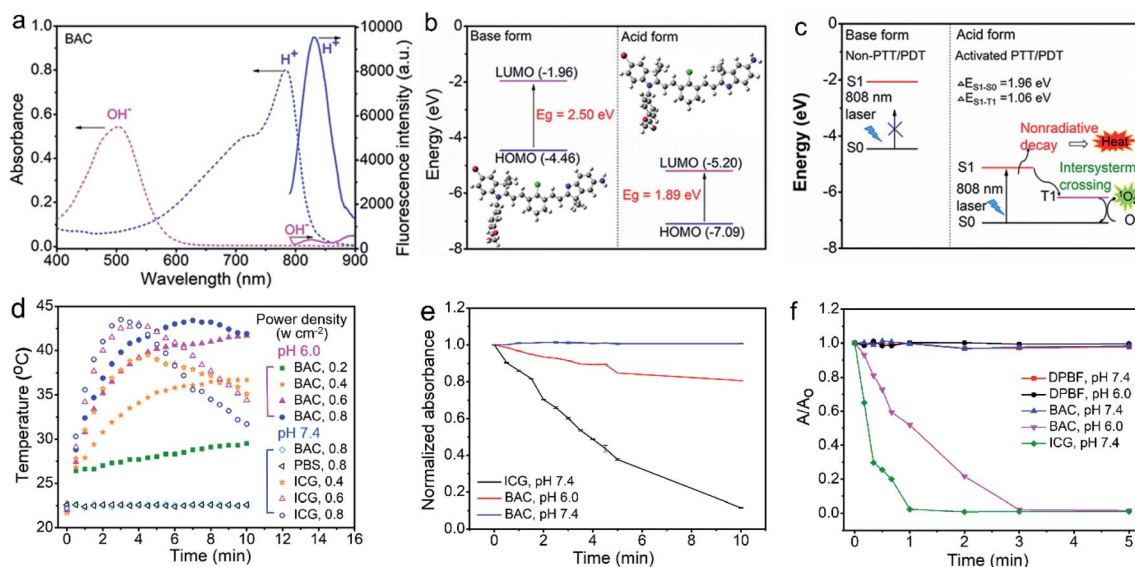 a
BAC
H+
H+
OH-
OH-
Absorbance
1.0
0.8
0.6
0.4
0.2
0.0
10000
8000
6000
4000
2000
0
Fluorescence intensity (a.u.)
400 500 600 700 800 900
Wavelength (nm)
b
Base form
Acid form
LUMO (-1.96)
Eg = 2.50 eV
HOMO (-4.46)
LUMO (-5.20)
Eg = 1.89 eV
HOMO (-7.09)
Energy (eV)
0
-2
-4
-6
-8
c
Base form
Acid form
Non-PTT/PDT
Activated PTT/PDT
S1
△E S1-S0 =1.96 eV
△E S1-T1 =1.06 eV
808 nm
laser
S0
Nonradiative
decay
Heat
Intersysterm
crossing
S1
808 nm
laser
T1
¹O₂
O
S0
Energy (eV)
0
-2
-4
-6
-8
d
Power density
(w cm-2)
pH 6.0
BAC, 0.2
BAC, 0.4
BAC, 0.6
BAC, 0.8
pH 7.4
BAC, 0.8
PBS, 0.8
ICG, 0.4
ICG, 0.6
ICG, 0.8
Temperature (°C)
45
40
35
30
25
20
0 2 4 6 8 10 12 14 16
Time (min)
e
Normalized absorbance
1.2
1.0
0.8
0.6
0.4
0.2
0.0
ICG, pH 7.4
BAC, pH 6.0
BAC, pH 7.4
0 2 4 6 8 10
Time (min)
f
A/A0
1.2
1.0
0.8
0.6
0.4
0.2
0.0
DPBF, pH 7.4
DPBF, pH 6.0
BAC, pH 7.4
BAC, pH 6.0
ICG, pH 7.4
0 1 2 3 4 5
Time (min)